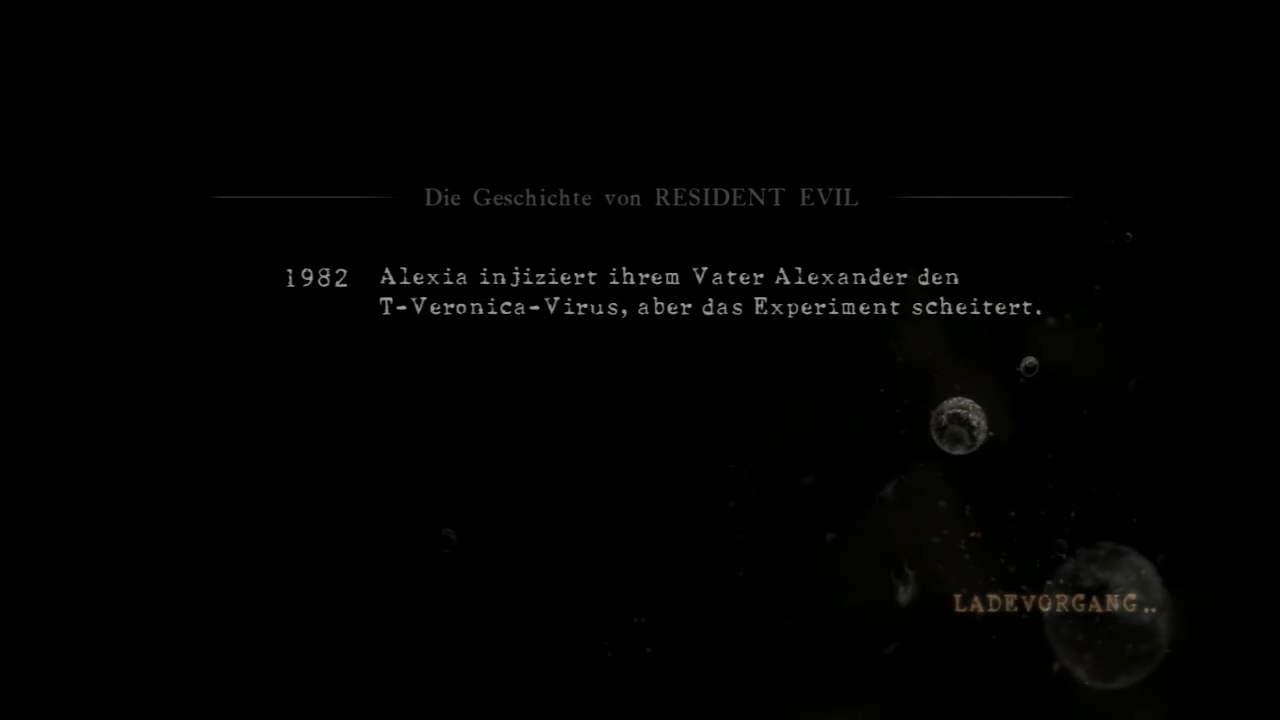 Die Geschichte von RESIDENT EVIL
1982 Alexia injiziert ihrem Vater Alexander den
T-Veronica-Virus, aber das Experiment scheitert.
LADEVORGANG..